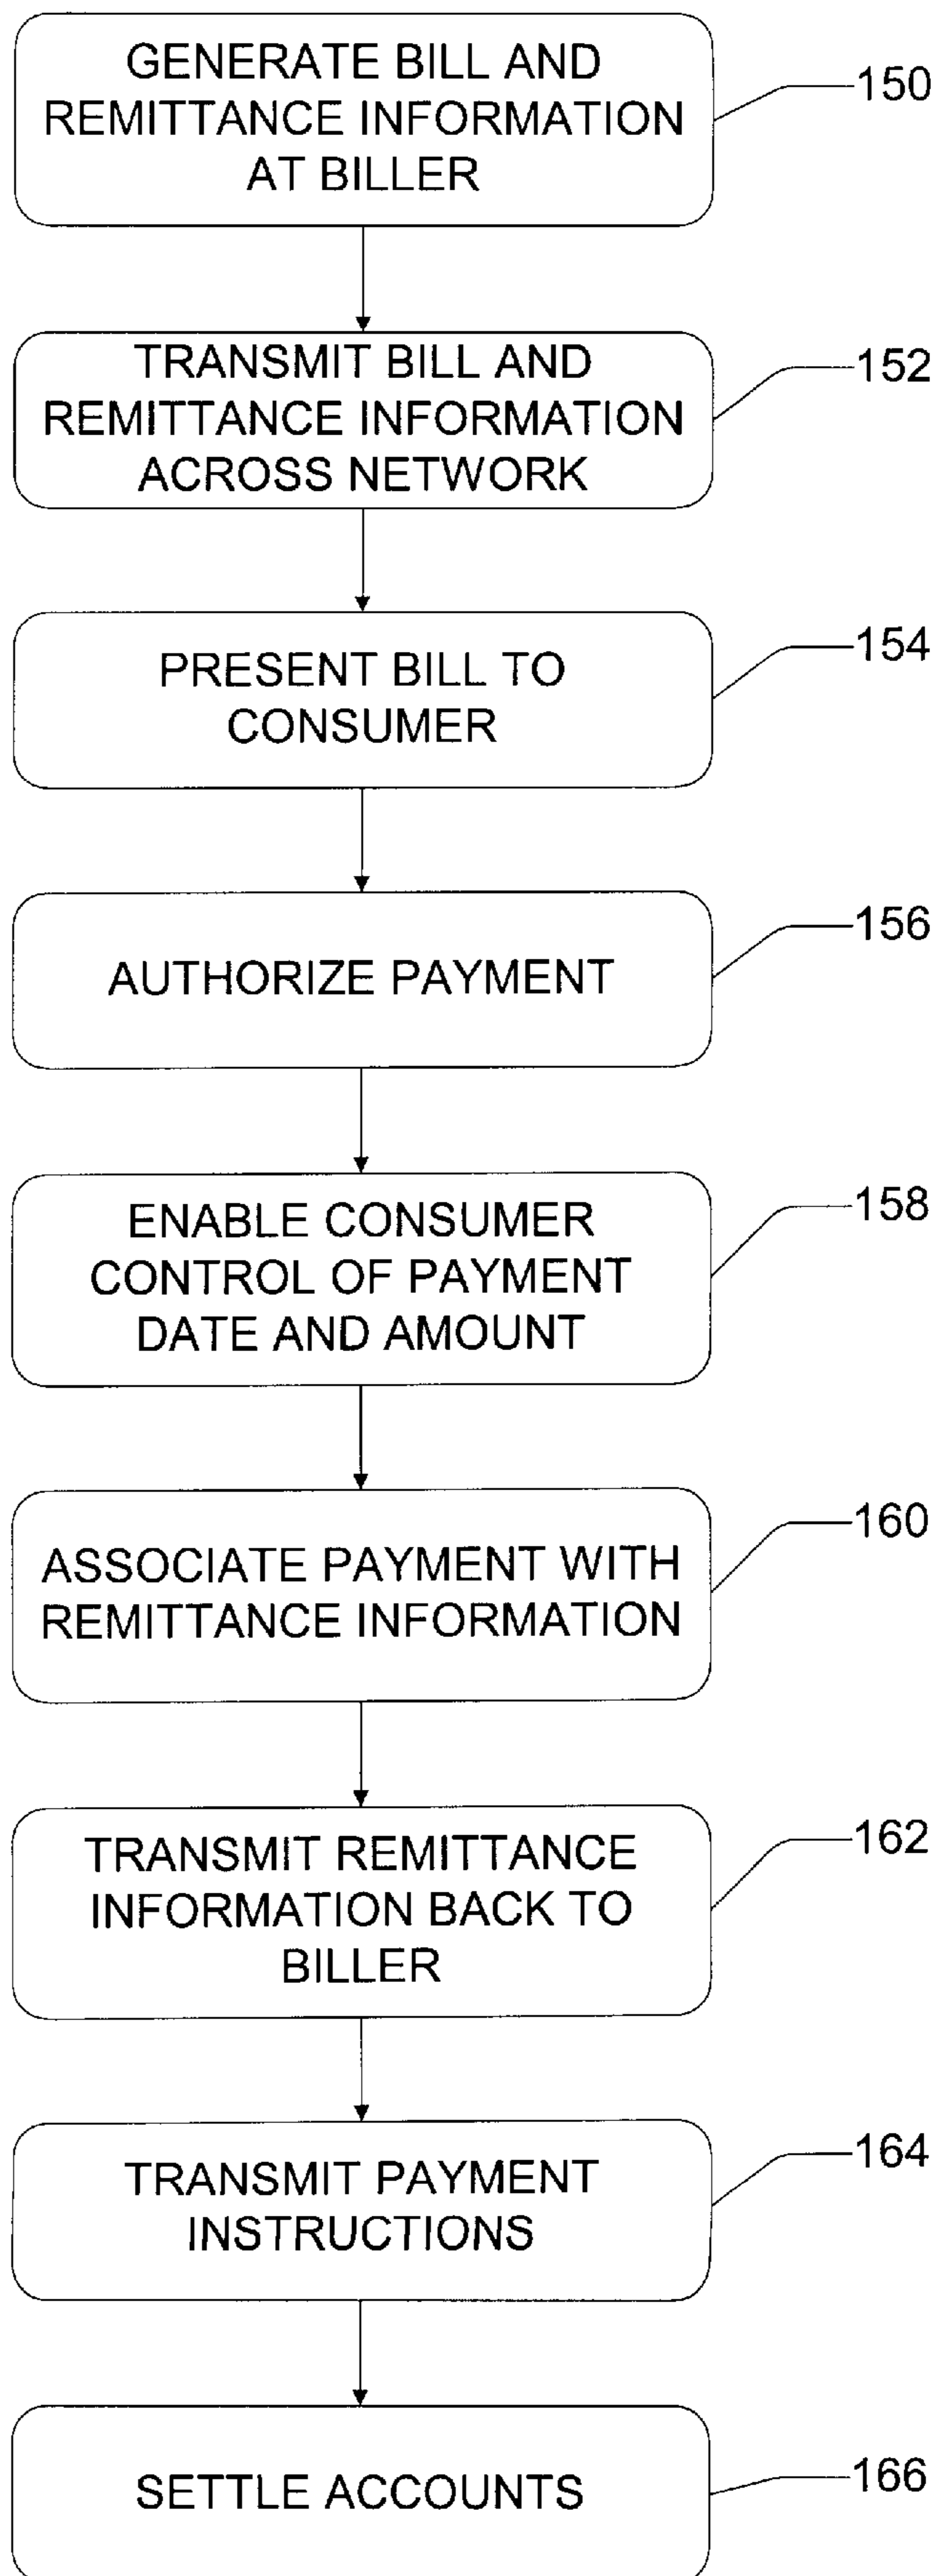 GENERATE BILL AND
REMITTANCE INFORMATION
AT BILLER
150
TRANSMIT BILL AND
REMITTANCE INFORMATION
ACROSS NETWORK
152
PRESENT BILL TO
CONSUMER
154
AUTHORIZE PAYMENT
156
ENABLE CONSUMER
CONTROL OF PAYMENT
DATE AND AMOUNT
158
ASSOCIATE PAYMENT WITH
REMITTANCE INFORMATION
160
TRANSMIT REMITTANCE
INFORMATION BACK TO
BILLER
162
TRANSMIT PAYMENT
INSTRUCTIONS
164
SETTLE ACCOUNTS
166